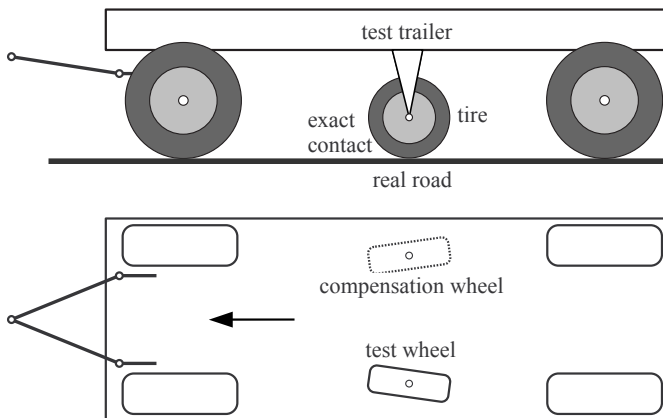 test trailer
exact
contact
tire
real road
compensation wheel
test wheel